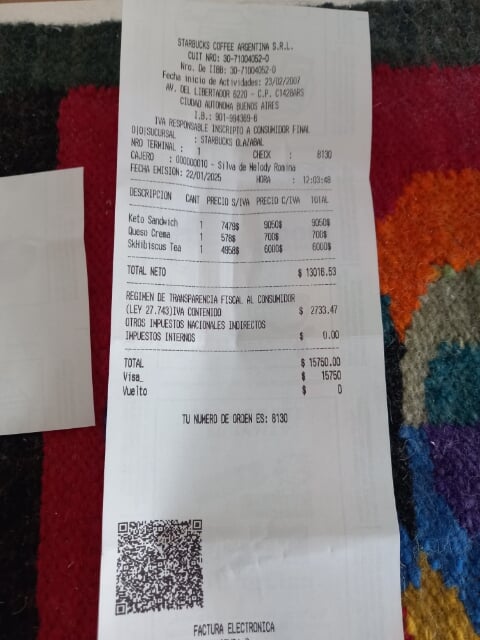 STARBUCKS COFFEE ARGENTINA S.R.L.
CUIT NRO: 30-71004052-0
Nro. De IIBB: 30-71004052-0
Fecha inicio de Actividades: 23/02/2007
AV. DEL LIBERTADOR 6220 - C.P. C1428ARS
CIUDAD AUTONOMA BUENOS AIRES
I.B.: 901-994369-6
IVA RESPONSABLE INSCRIPTO A CONSUMIDOR FINAL
SUCURSAL : STARBUCKS OLAZABAL
NRO TERMINAL : 1 CHECK : 8130
CAJERO : 000000010 - Silva de Melody Romina
FECHA EMISION: 22/01/2025 HORA : 12:03:48
DESCRIPCION CANT PRECIO S/IVA PRECIO C/IVA TOTAL
Keto Sandwich 1 7479$ 9050$ 9050$
Queso Crema 1 578$ 700$ 700$
SkHibiscus Tea 1 4958$ 6000$ 6000$
TOTAL NETO $ 13016.53
REGIMEN DE TRANSPARENCIA FISCAL AL CONSUMIDOR
(LEY 27.743)IVA CONTENIDO $ 2733.47
OTROS IMPUESTOS NACIONALES INDIRECTOS
IMPUESTOS INTERNOS $ 0.00
TOTAL $ 15750.00
Visa_ $ 15750
Vuelto $ 0
TU NUMERO DE ORDEN ES: 8130
FACTURA ELECTRONICA